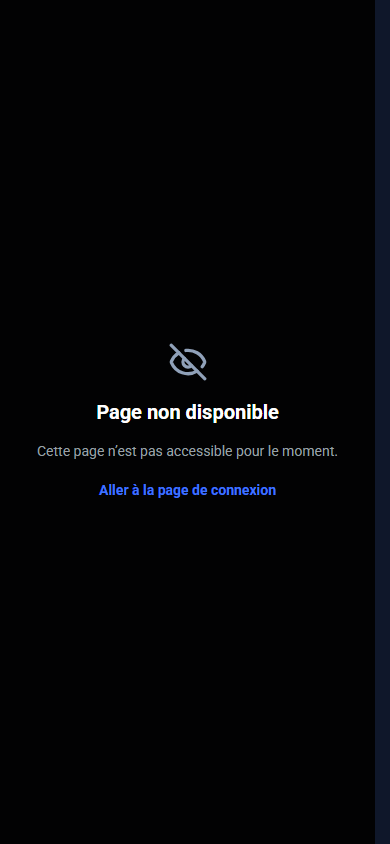 Page non disponible
Cette page n’est pas accessible pour le moment.
Aller à la page de connexion